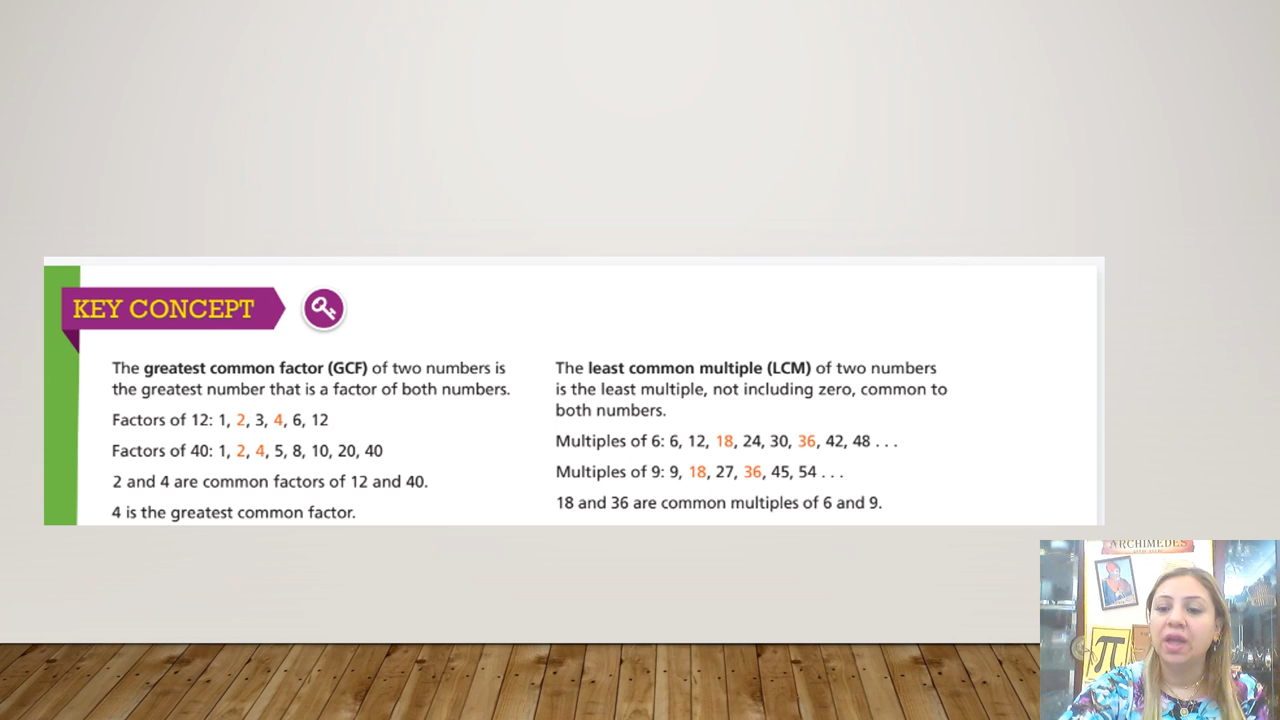 KEY CONCEPT
The greatest common factor (GCF) of two numbers is
the greatest number that is a factor of both numbers.
Factors of 12: 1, 2, 3, 4, 6, 12
Factors of 40: 1, 2, 4, 5, 8, 10, 20, 40
2 and 4 are common factors of 12 and 40.
4 is the greatest common factor.
The least common multiple (LCM) of two numbers
is the least multiple, not including zero, common to
both numbers.
Multiples of 6: 6, 12, 18, 24, 30, 36, 42, 48 . . .
Multiples of 9: 9, 18, 27, 36, 45, 54 . . .
18 and 36 are common multiples of 6 and 9.
ARCHIMEDES
π